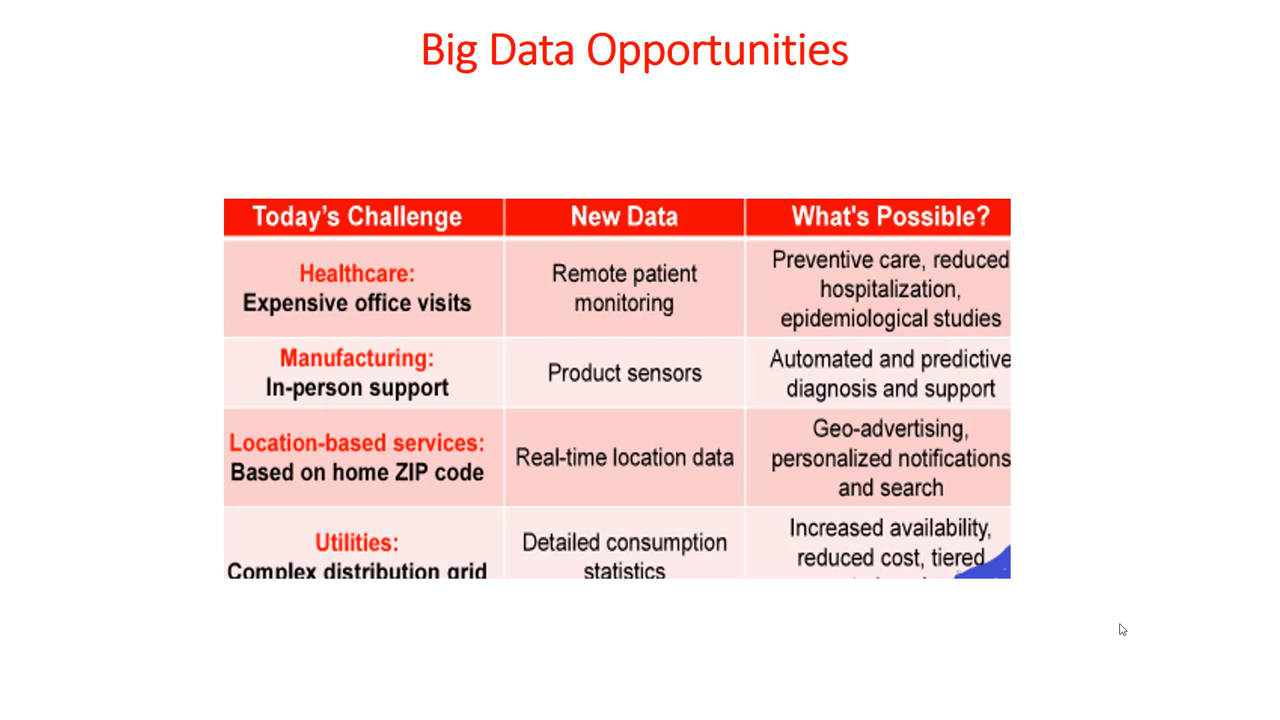 Big Data Opportunities
Today's Challenge
New Data
What's Possible?
Healthcare:
Expensive office visits
Remote patient
monitoring
Preventive care, reduced
hospitalization,
epidemiological studies
Manufacturing:
In-person support
Product sensors
Automated and predictive
diagnosis and support
Location-based services:
Based on home ZIP code
Real-time location data
Geo-advertising,
personalized notifications
and search
Utilities:
Complex distribution grid
Detailed consumption
statistics
Increased availability,
reduced cost, tiered